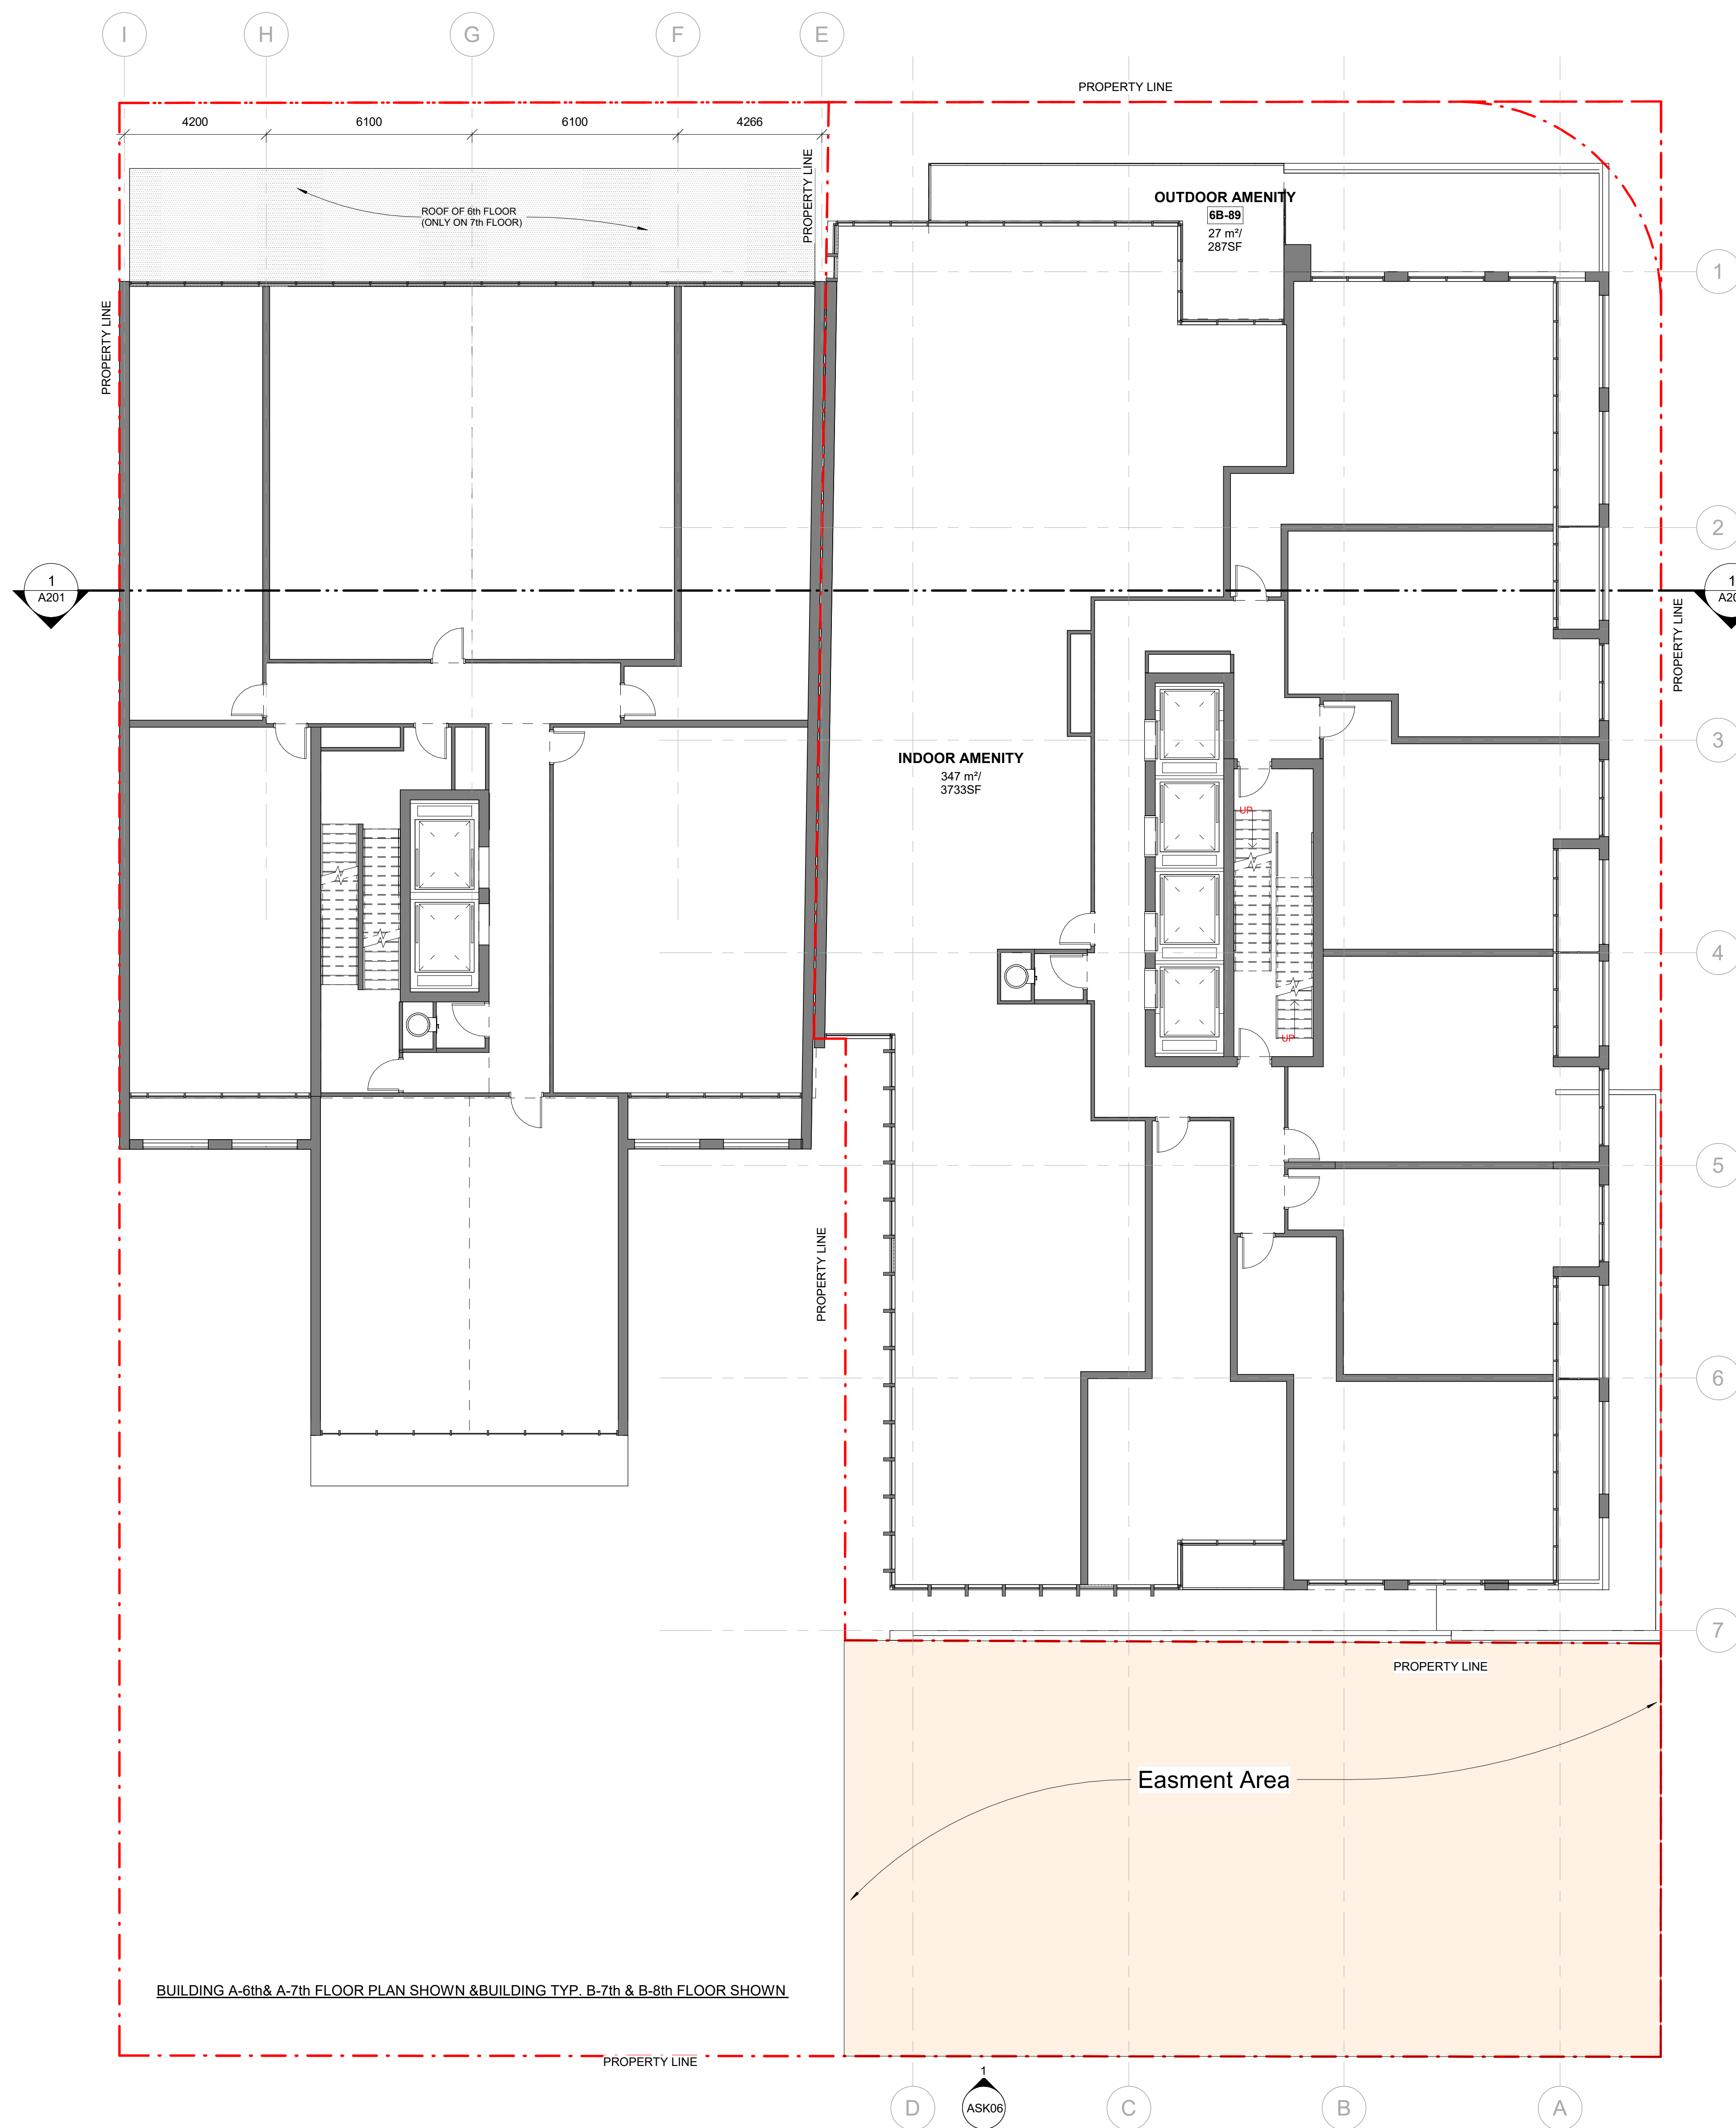 I
H
G
F
E
PROPERTY LINE
4200
6100
6100
4266
PROPERTY LINE
OUTDOOR AMENITY
6B-89
27 m²/
287SF
ROOF OF 6th FLOOR
(ONLY ON 7th FLOOR)
1
PROPERTY LINE
2
1
A201
1
A20
PROPERTY LINE
3
INDOOR AMENITY
347 m²/
3733SF
UP
4
UP
5
PROPERTY LINE
6
7
PROPERTY LINE
Easment Area
BUILDING A-6th& A-7th FLOOR PLAN SHOWN &BUILDING TYP. B-7th & B-8th FLOOR SHOWN
PROPERTY LINE
1
ASK06
D
C
B
A